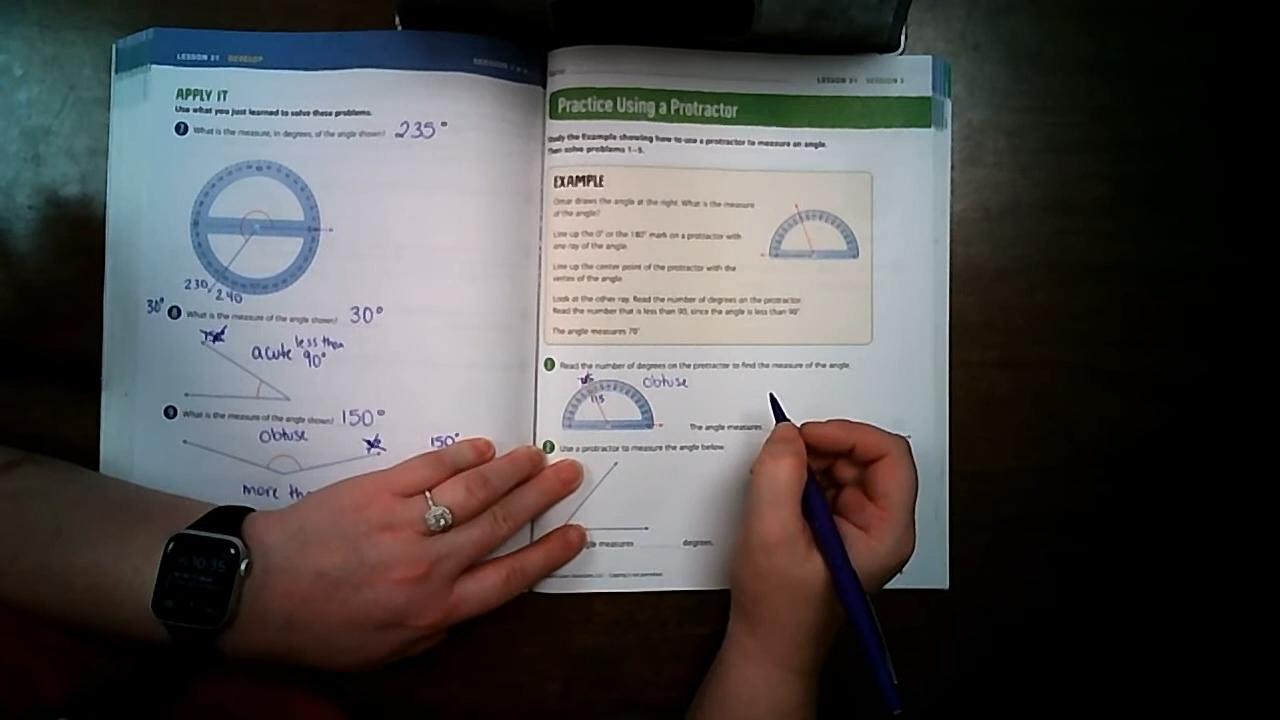 LESSON 31 DEVELOP
APPLY IT
Use what you just learned to solve these problems.
7 What is the measure, in degrees, of the angle shown? 235°
230
240
30°
8 What is the measure of the angle shown? 30°
acute less than
90°
9 What is the measure of the angle shown? 150°
obtuse
150°
more
LESSON 31 SESSION 3
Practice Using a Protractor
Study the Example showing how to use a protractor to measure an angle.
Then solve problems 1–5.
EXAMPLE
Omar draws the angle at the right. What is the measure
of the angle?
Line up the 0° or the 180° mark on a protractor with
one ray of the angle.
Line up the center point of the protractor with the
vertex of the angle.
Look at the other ray. Read the number of degrees on the protractor.
Read the number that is less than 90, since the angle is less than 90°.
The angle measures 70°
1 Read the number of degrees on the protractor to find the measure of the angle.
obtuse
115
The angle measures
2 Use a protractor to measure the angle below.
measures degrees.
10:35